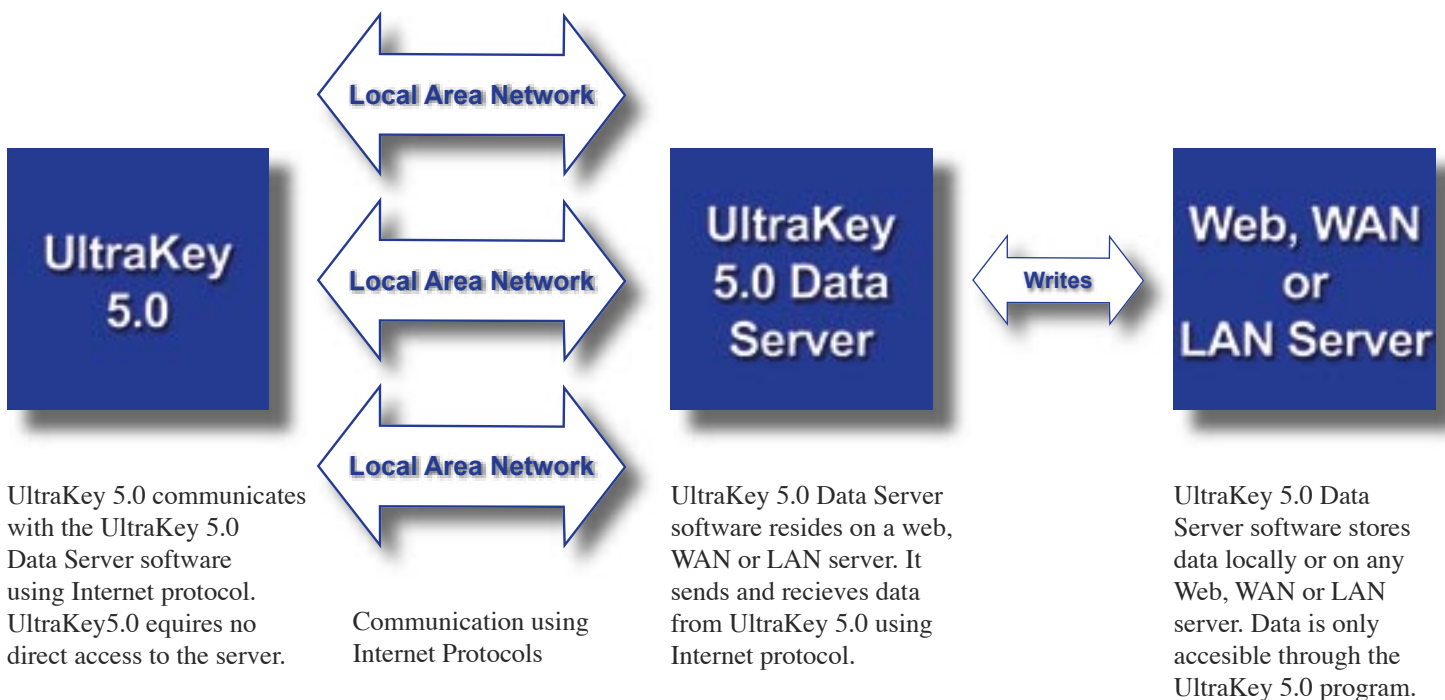 Local Area Network
Local Area Network
Local Area Network
UltraKey
5.0
UltraKey
5.0 Data
Server
Writes
Web, WAN
or
LAN Server
UltraKey 5.0 communicates
with the UltraKey 5.0
Data Server software
using Internet protocol.
UltraKey5.0 equires no
direct access to the server.
Communication using
Internet Protocols
UltraKey 5.0 Data Server
software resides on a web,
WAN or LAN server. It
sends and recieves data
from UltraKey 5.0 using
Internet protocol.
UltraKey 5.0 Data
Server software stores
data locally or on any
Web, WAN or LAN
server. Data is only
accesible through the
UltraKey 5.0 program.